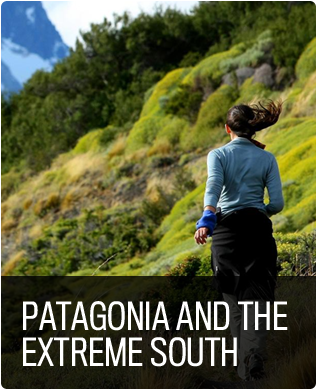 PATAGONIA AND THE
EXTREME SOUTH